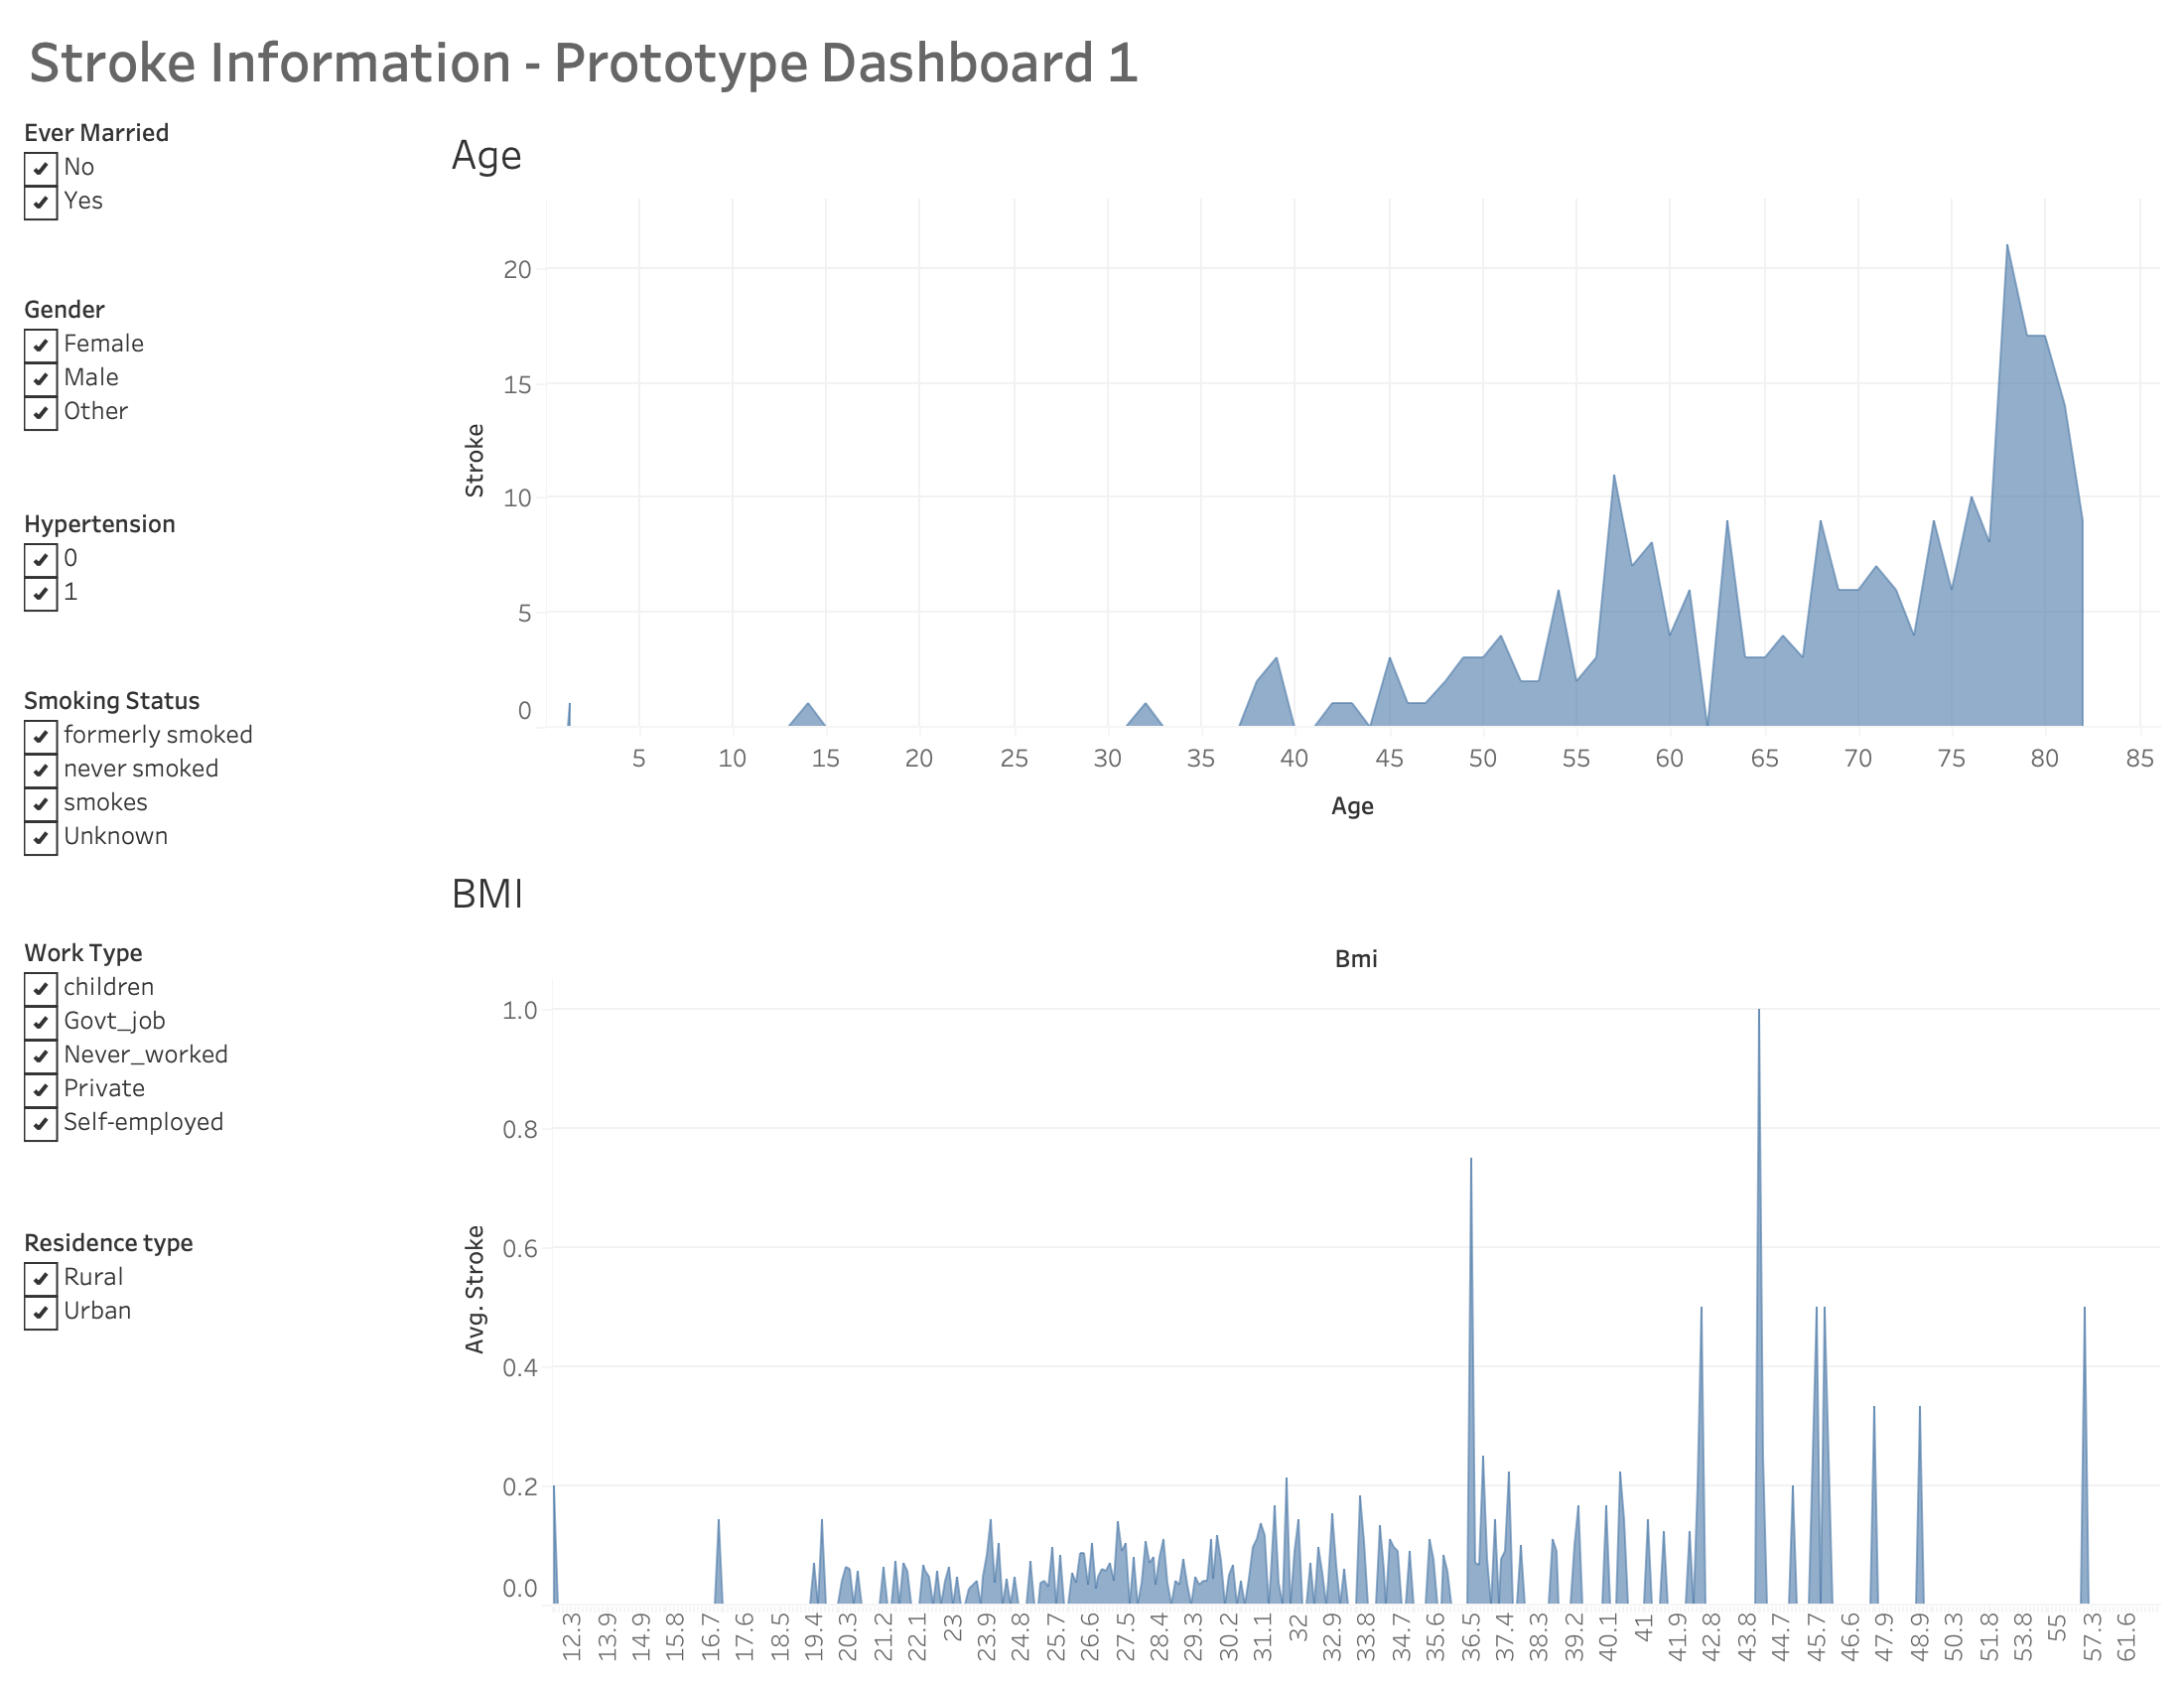 Stroke Information - Prototype Dashboard 1
Ever Married
No
Yes
Gender
Female
Male
Other
Hypertension
0
1
Smoking Status
formerly smoked
never smoked
smokes
Unknown
Work Type
children
Govt_job
Never_worked
Private
Self-employed
Residence type
Rural
Urban
Age
Stroke
20
15
10
5
0
5 10 15 20 25 30 35 40 45 50 55 60 65 70 75 80 85
Age
BMI
Bmi
Avg. Stroke
1.0
0.8
0.6
0.4
0.2
0.0
12.3 13.9 14.9 15.8 16.7 17.6 18.5 19.4 20.3 21.2 22.1 23 23.9 24.8 25.7 26.6 27.5 28.4 29.3 30.2 31.1 32 32.9 33.8 34.7 35.6 36.5 37.4 38.3 39.2 40.1 41 41.9 42.8 43.8 44.7 45.7 46.6 47.9 48.9 50.3 51.8 53.8 55 57.3 61.6